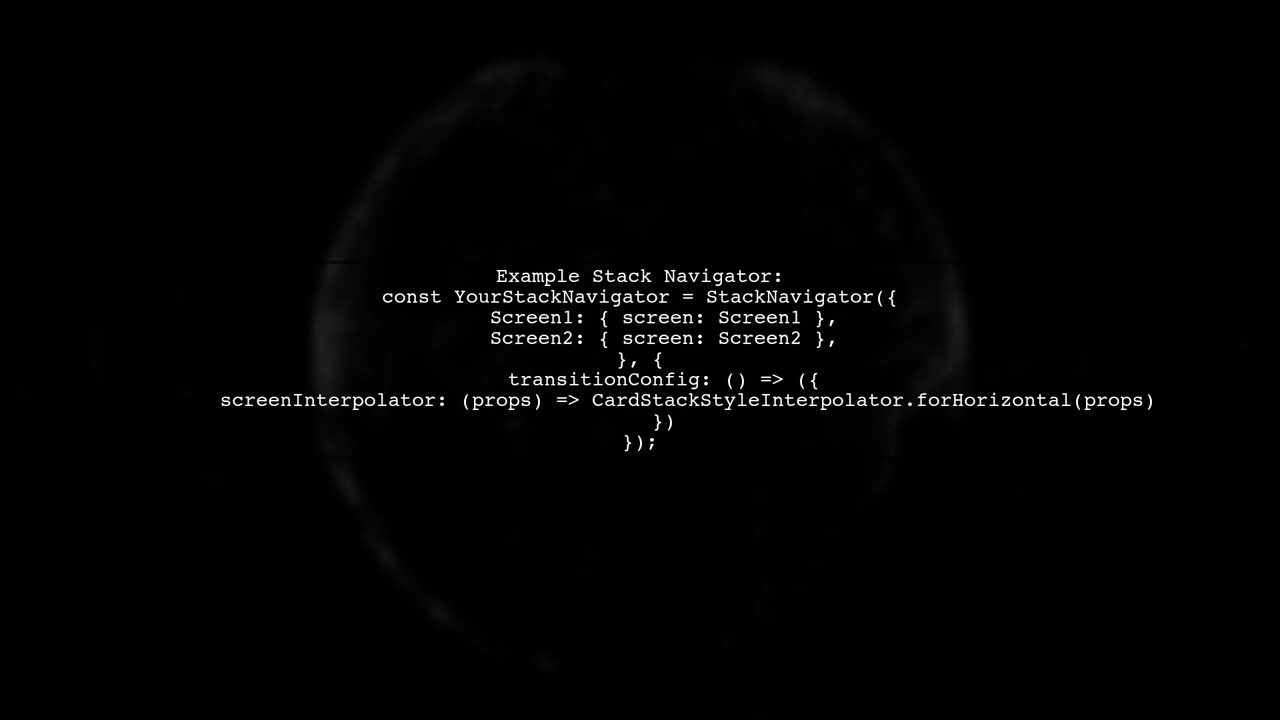 Example Stack Navigator:
const YourStackNavigator = StackNavigator({
Screen1: { screen: Screen1 },
Screen2: { screen: Screen2 },
}, {
transitionConfig: () => ({
screenInterpolator: (props) => CardStackStyleInterpolator.forHorizontal(props)
})
});